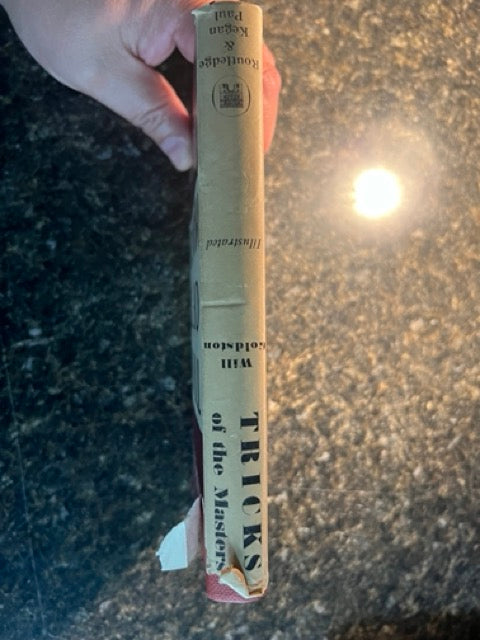 TRICKS
of the Masters
Will
Goldston
Illustrated
Routledge
&
Kegan
Paul